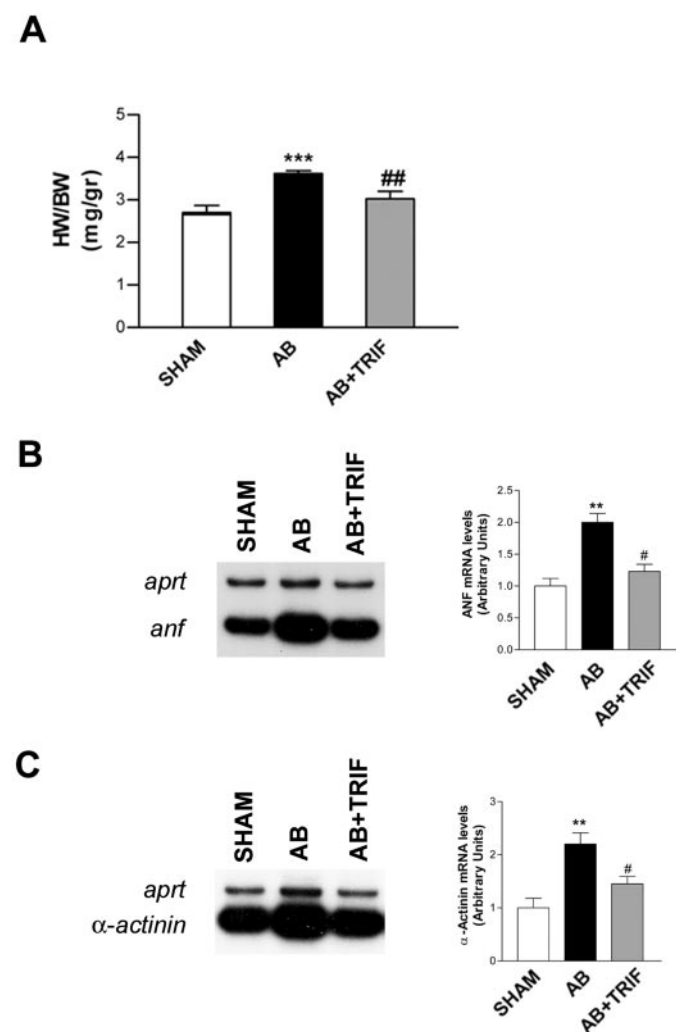 A
HW/BW
(mg/gr)
5
4
3
2
1
0
***
##
SHAM
AB
AB+TRIF
B
SHAM
AB
AB+TRIF
aprt
anf
ANF mRNA levels
(Arbitrary Units)
2.5
2.0
1.5
1.0
0.5
0.0
**
#
SHAM
AB
AB+TRIF
C
SHAM
AB
AB+TRIF
aprt
α-actinin
α -Actinin mRNA levels
(Arbitrary Units)
3
2
1
0
**
#
SHAM
AB
AB+TRIF